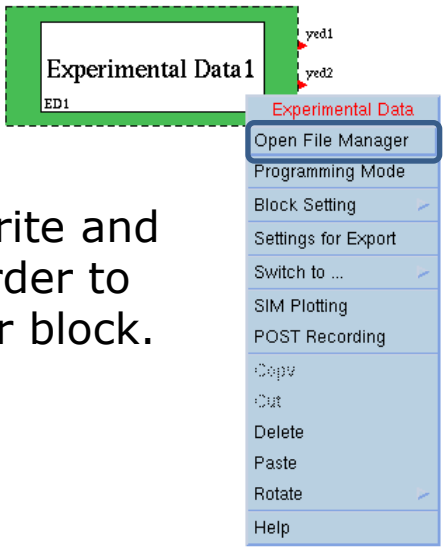 yed1
Experimental Data1
yed2
ED1
Experimental Data
Open File Manager
Programming Mode
Block Setting
rite and
Settings for Export
rder to
Switch to ...
SIM Plotting
r block.
POST Recording
Copy
Cut
Delete
Paste
Rotate
Help